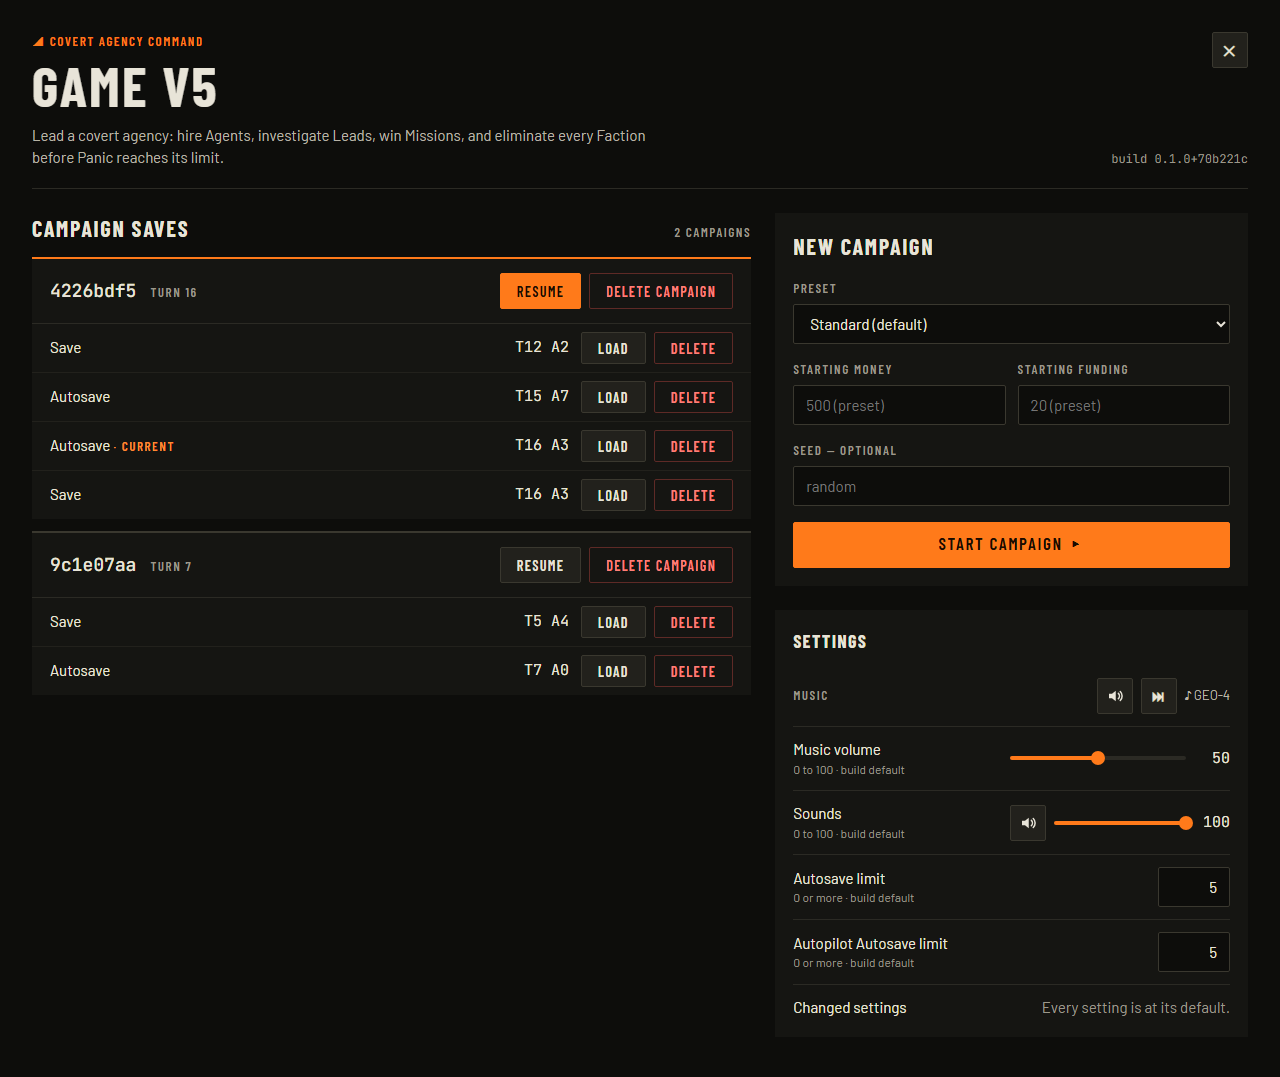 COVERT AGENCY COMMAND
GAME V5
Lead a covert agency: hire Agents, investigate Leads, win Missions, and eliminate every Faction
before Panic reaches its limit.
build 0.1.0+70b221c
CAMPAIGN SAVES
2 CAMPAIGNS
4226bdf5 TURN 16 RESUME DELETE CAMPAIGN
Save T12 A2 LOAD DELETE
Autosave T15 A7 LOAD DELETE
Autosave · CURRENT T16 A3 LOAD DELETE
Save T16 A3 LOAD DELETE
9c1e07aa TURN 7 RESUME DELETE CAMPAIGN
Save T5 A4 LOAD DELETE
Autosave T7 A0 LOAD DELETE
NEW CAMPAIGN
PRESET
Standard (default)
STARTING MONEY STARTING FUNDING
500 (preset) 20 (preset)
SEED — OPTIONAL
random
START CAMPAIGN ▸
SETTINGS
MUSIC ♪ GEO-4
Music volume 50
0 to 100 · build default
Sounds 100
0 to 100 · build default
Autosave limit 5
0 or more · build default
Autopilot Autosave limit 5
0 or more · build default
Changed settings Every setting is at its default.